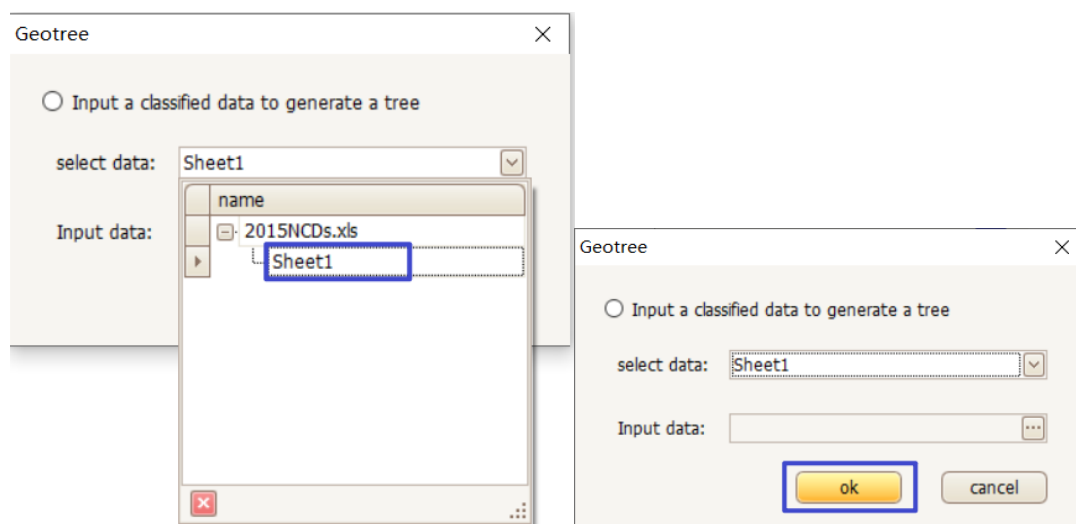 Geotree
Input a classified data to generate a tree
select data: Sheet1
name
Input data:
2015NCDs.xls
Sheet1
Geotree
Input a classified data to generate a tree
select data: Sheet1
Input data:
ok cancel